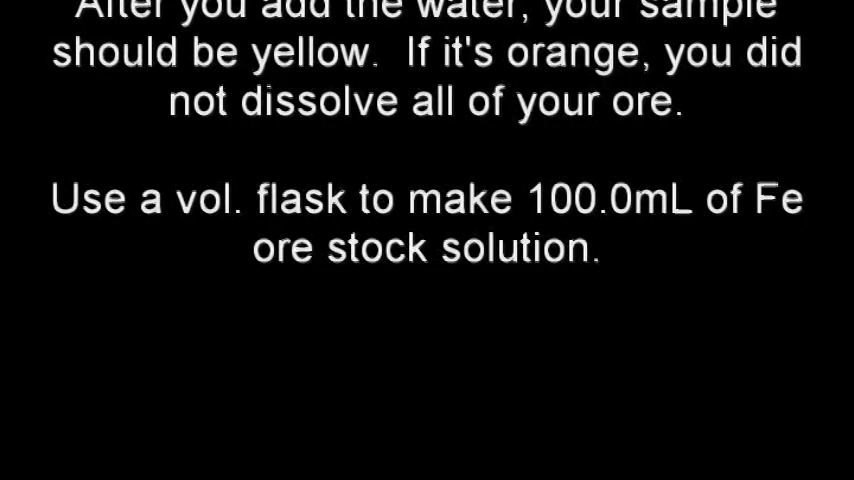 After you add the water, your sample
should be yellow.  If it's orange, you did
not dissolve all of your ore.
Use a vol. flask to make 100.0mL of Fe
ore stock solution.